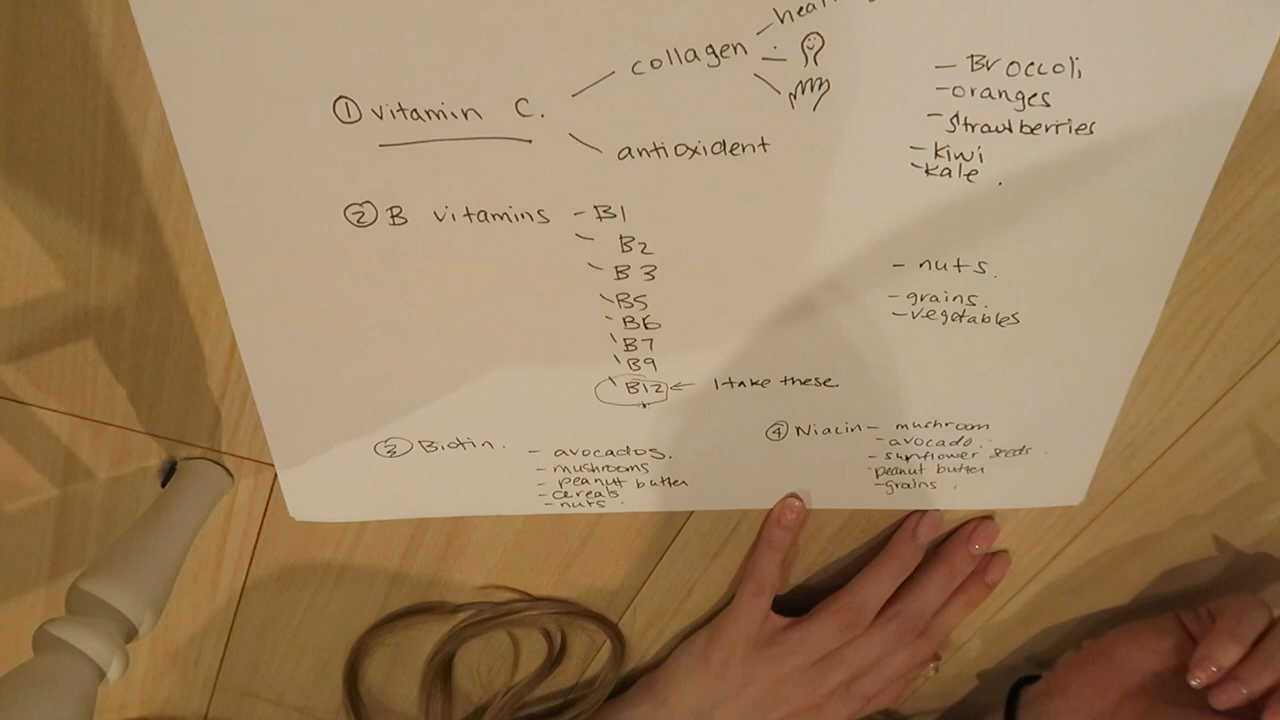 collagen
① vitamin C.
antioxident
- Broccoli
- oranges
- Strawberries
- kiwi
- kale.
② B vitamins - B1
- B2
- B3
- B5
- B6
- B7
- B9
- B12 ← I take these
- nuts.
- grains.
- vegetables
③ Biotin. - avocados.
- mushrooms
- peanut butter
- cereals
- nuts.
④ Niacin - mushroom
- avocado.
- sunflower seeds.
- peanut butter
- grains.